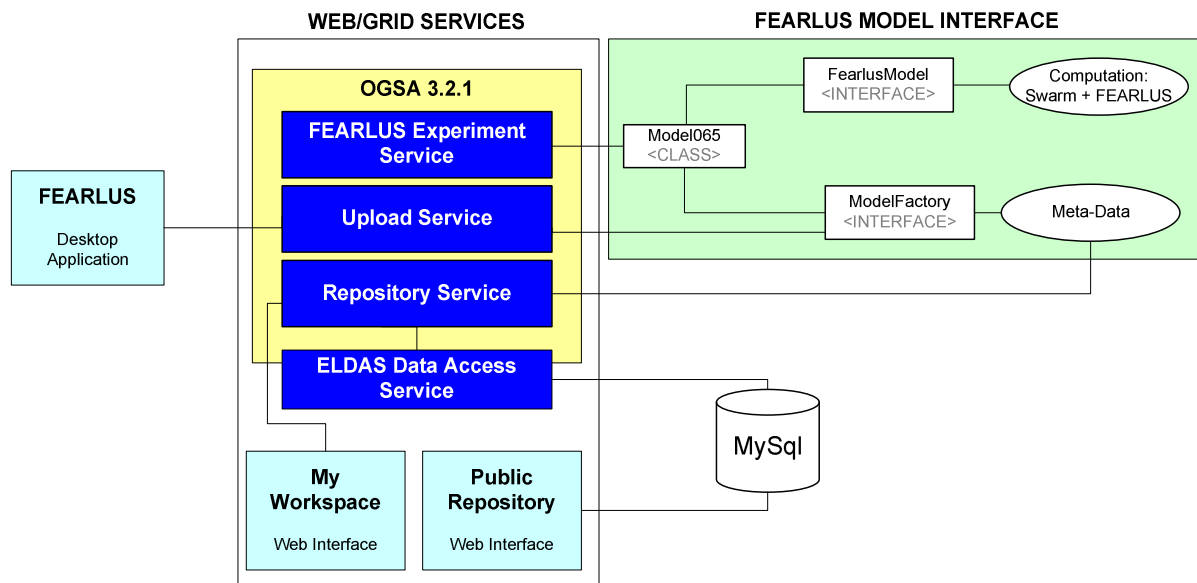 WEB/GRID SERVICES
FEARLUS MODEL INTERFACE
OGSA 3.2.1
FEARLUS Experiment
Service
Upload Service
Repository Service
ELDAS Data Access
Service
FEARLUS
Desktop
Application
My
Workspace
Web Interface
Public
Repository
Web Interface
Model065
<CLASS>
FearlusModel
<INTERFACE>
Computation:
Swarm + FEARLUS
ModelFactory
<INTERFACE>
Meta-Data
MySql